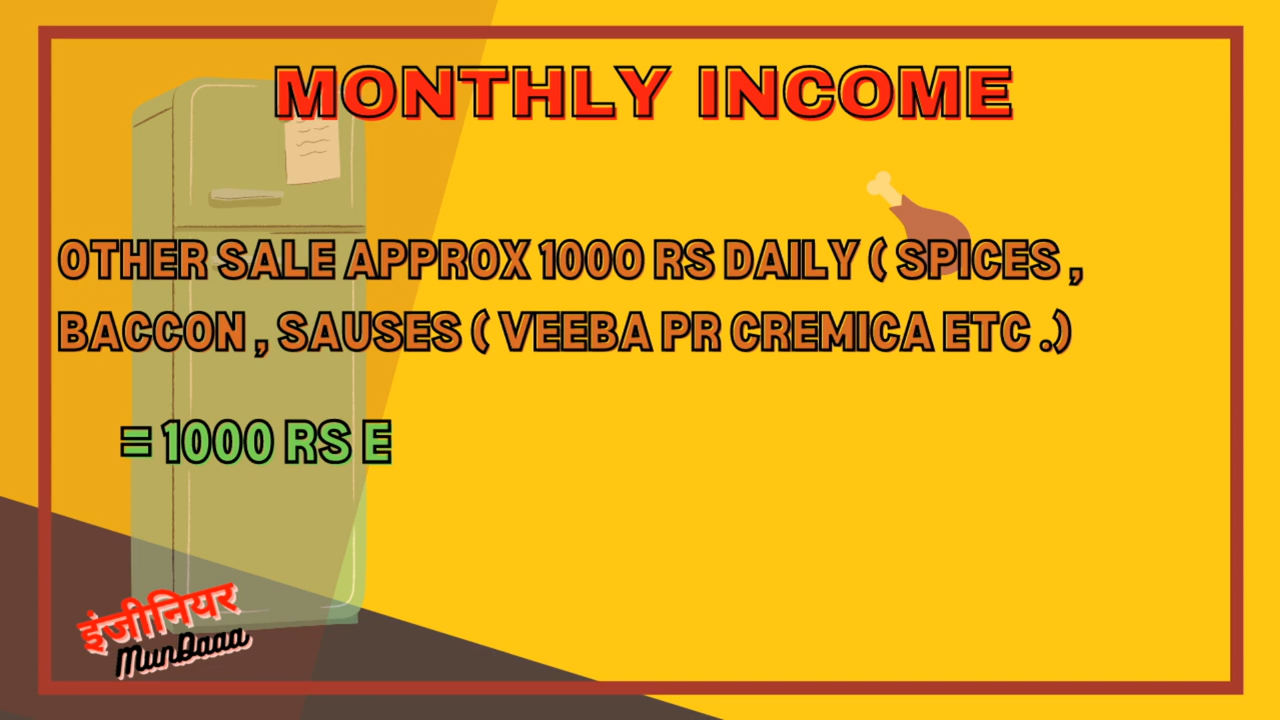 MONTHLY INCOME
OTHER SALE APPROX 1000 RS DAILY ( SPICES ,
BACCON , SAUSES ( VEEBA PR CREMICA ETC .)
= 1000 RS E
इंजीनियर
MunDaaa